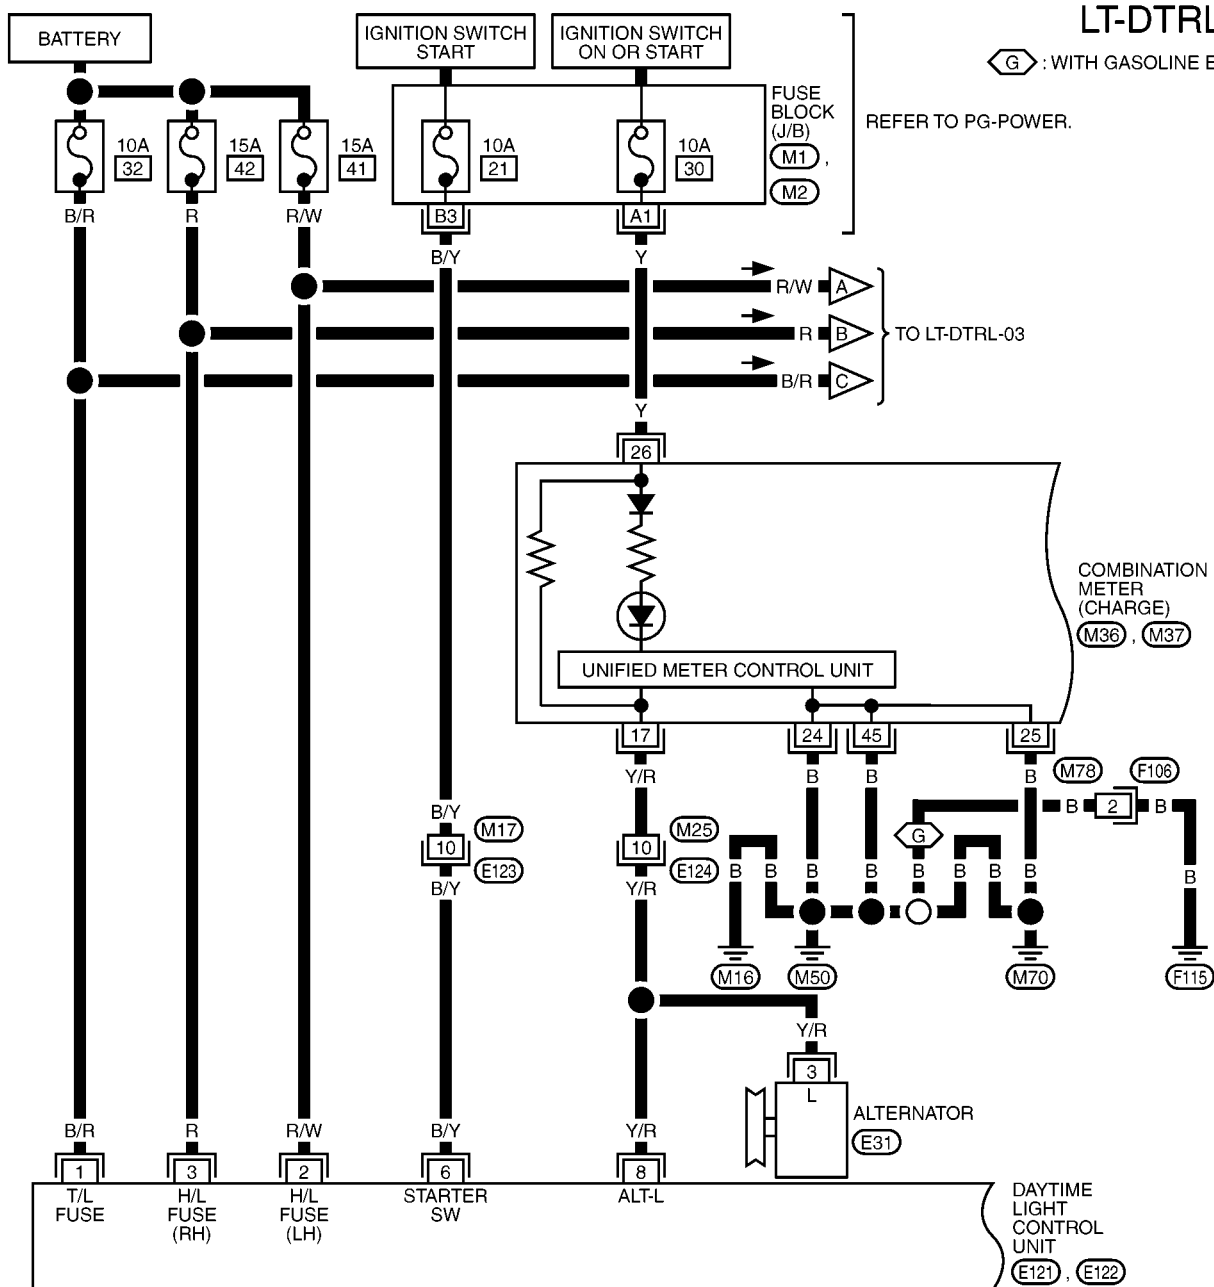 LT-DTRL
G : WITH GASOLINE E
BATTERY
IGNITION SWITCH
START
IGNITION SWITCH
ON OR START
FUSE
BLOCK
(J/B)
M1 ,
M2
REFER TO PG-POWER.
10A
32
15A
42
15A
41
10A
21
10A
30
B/R
R
R/W
B3
A1
B/Y
Y
R/W
A
R
B
TO LT-DTRL-03
B/R
C
Y
26
COMBINATION
METER
(CHARGE)
M36 , M37
UNIFIED METER CONTROL UNIT
17
24
45
25
Y/R
B
B
B
M78
F106
B
2
B
B/Y
10
M17
E123
B/Y
10
M25
E124
Y/R
G
B
B
B
B
B
B
B
B
B
M16
M50
M70
F115
Y/R
3
L
ALTERNATOR
E31
B/R
R
R/W
B/Y
Y/R
1
3
2
6
8
T/L
FUSE
H/L
FUSE
(RH)
H/L
FUSE
(LH)
STARTER
SW
ALT-L
DAYTIME
LIGHT
CONTROL
UNIT
E121 , E122